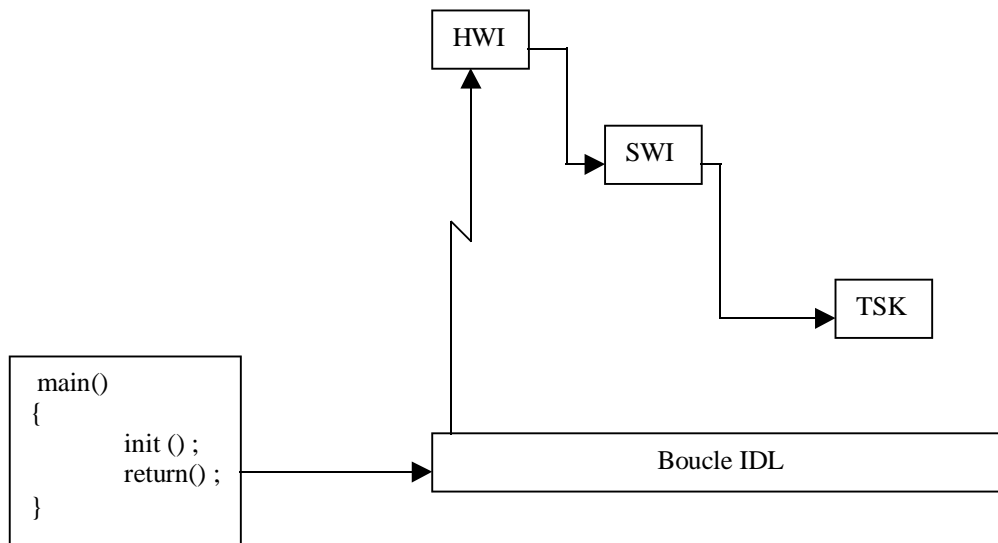 HWI
SWI
TSK
main()
{
init () ;
return() ;
}
Boucle IDL